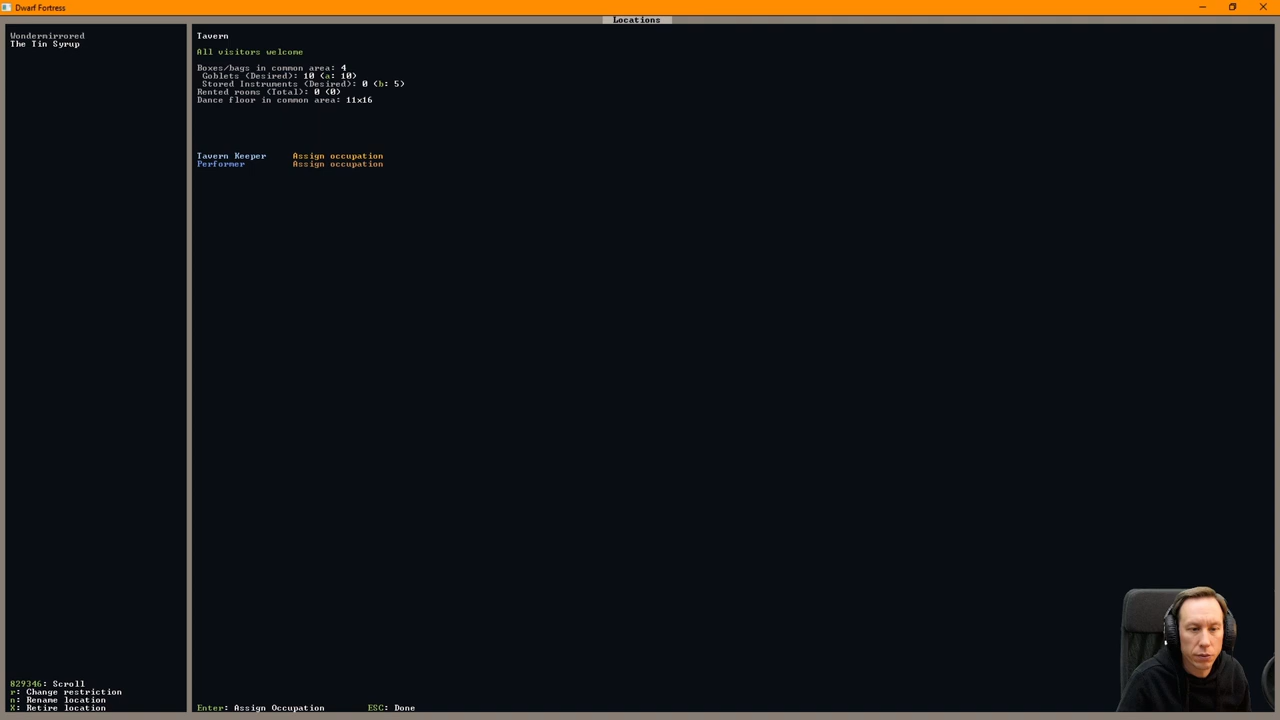 Dwarf Fortress
Locations
Wondermirrored
The Tin Syrup
Tavern
All visitors welcome
Boxes/bags in common area: 4
Goblets (Desired): 10 (a: 10)
Stored Instruments (Desired): 0 (b: 5)
Rented rooms (Total): 0 (0)
Dance floor in common area: 11x16
Tavern Keeper Assign occupation
Performer Assign occupation
829346: Scroll
r: Change restriction
n: Rename location
X: Retire location
Enter: Assign Occupation ESC: Done